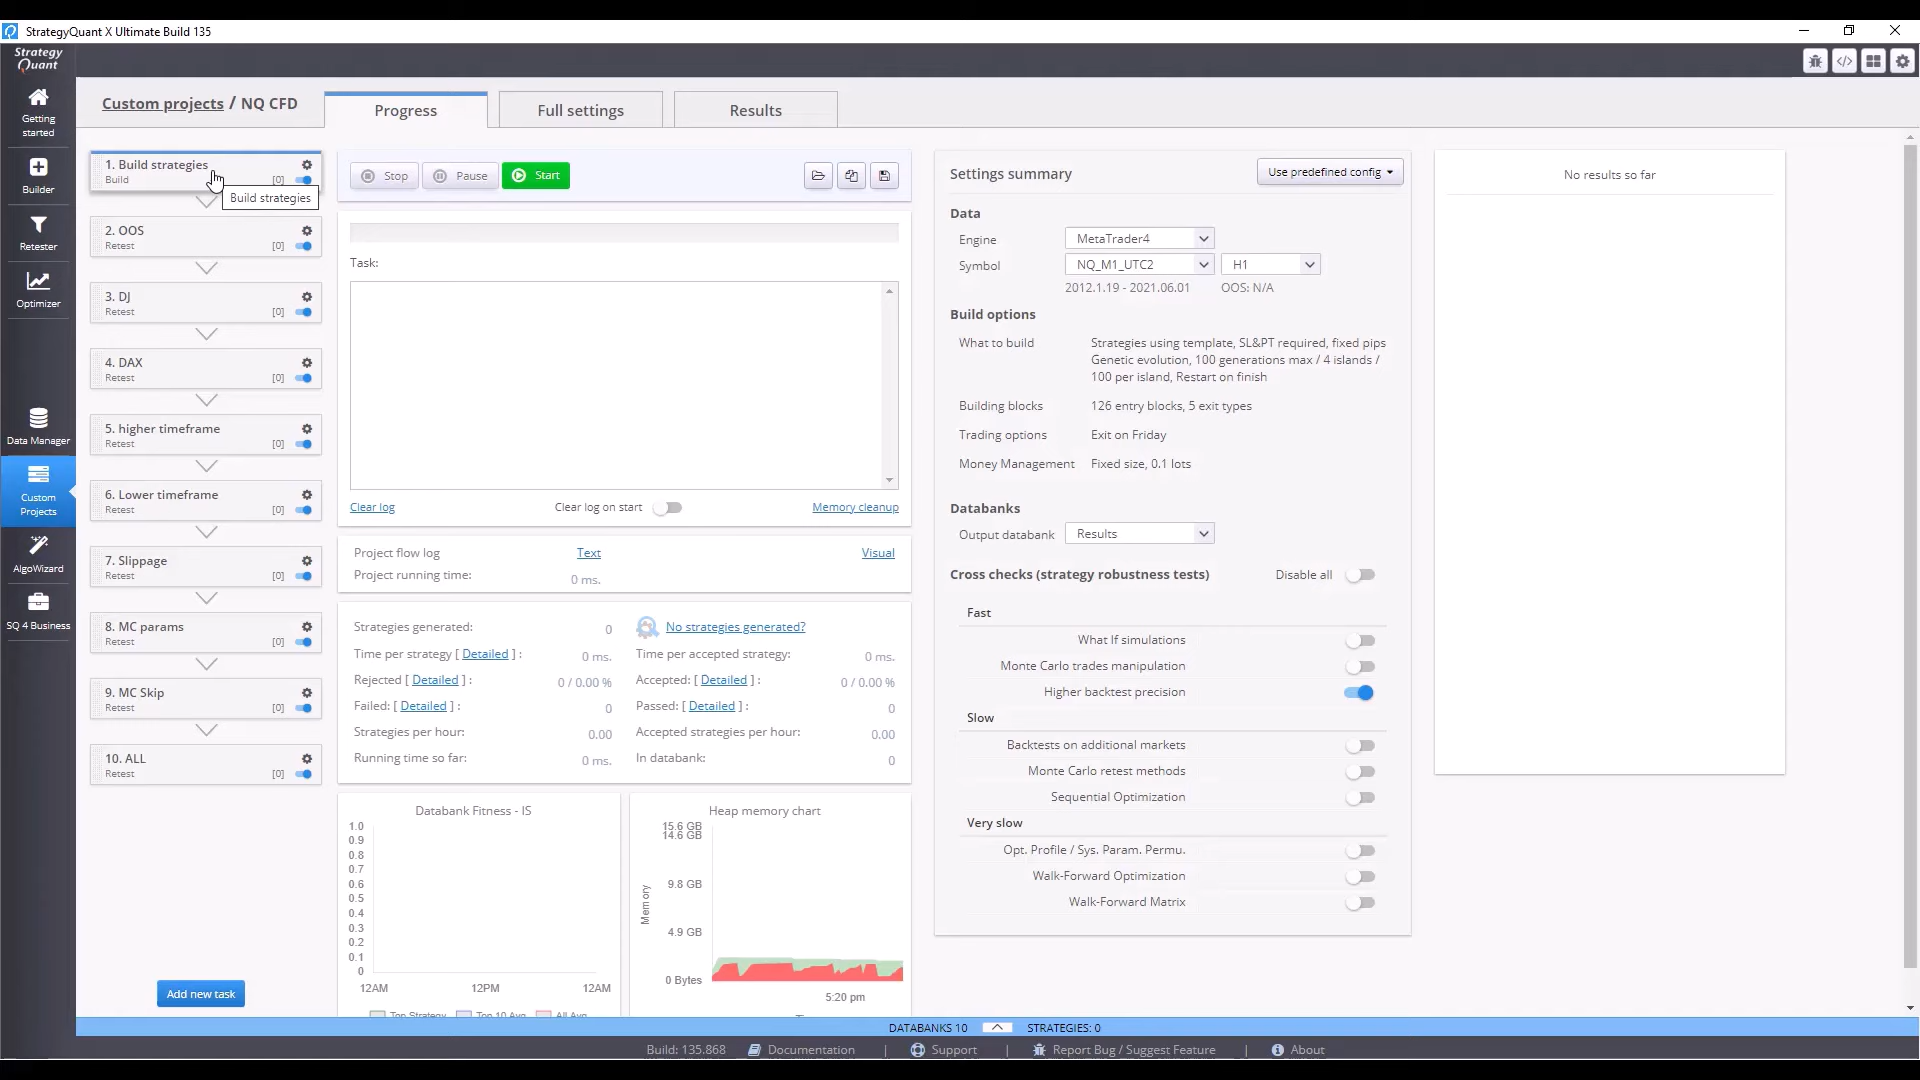 StrategyQuant X Ultimate Build 135
Strategy
Quant
Getting
started
Builder
Retester
Optimizer
Data Manager
Custom
Projects
AlgoWizard
SQ 4 Business
Custom projects / NQ CFD
Progress
Full settings
Results
1. Build strategies
Build
[0]
Build strategies
2. OOS
Retest
[0]
3. DJ
Retest
[0]
4. DAX
Retest
[0]
5. higher timeframe
Retest
[0]
6. Lower timeframe
Retest
[0]
7. Slippage
Retest
[0]
8. MC params
Retest
[0]
9. MC Skip
Retest
[0]
10. ALL
Retest
[0]
Add new task
Stop
Pause
Start
Task:
Clear log
Clear log on start
Memory cleanup
Project flow log
Text
Visual
Project running time:
0 ms.
Strategies generated:
0
No strategies generated?
Time per strategy [ Detailed ] :
0 ms.
Time per accepted strategy:
0 ms.
Rejected [ Detailed ] :
0 / 0.00 %
Accepted: [ Detailed ] :
0 / 0.00 %
Failed: [ Detailed ] :
0
Passed: [ Detailed ] :
0
Strategies per hour:
0.00
Accepted strategies per hour:
0.00
Running time so far:
0 ms.
In databank:
0
Databank Fitness - IS
1.0
0.9
0.8
0.7
0.6
0.5
0.4
0.3
0.2
0.1
0
12AM
12PM
12AM
Top Strategy
Top 10 Avg
All Avg
Heap memory chart
15.6 GB
14.6 GB
9.8 GB
4.9 GB
0 Bytes
Memory
5:20 pm
Settings summary
Use predefined config
Data
Engine
MetaTrader4
Symbol
NQ_M1_UTC2
H1
2012.1.19 - 2021.06.01
OOS: N/A
Build options
What to build
Strategies using template, SL&PT required, fixed pips
Genetic evolution, 100 generations max / 4 islands /
100 per island, Restart on finish
Building blocks
126 entry blocks, 5 exit types
Trading options
Exit on Friday
Money Management
Fixed size, 0.1 lots
Databanks
Output databank
Results
Cross checks (strategy robustness tests)
Disable all
Fast
What If simulations
Monte Carlo trades manipulation
Higher backtest precision
Slow
Backtests on additional markets
Monte Carlo retest methods
Sequential Optimization
Very slow
Opt. Profile / Sys. Param. Permu.
Walk-Forward Optimization
Walk-Forward Matrix
No results so far
DATABANKS 10
STRATEGIES: 0
Build: 135.868
Documentation
|
Support
|
Report Bug / Suggest Feature
|
About